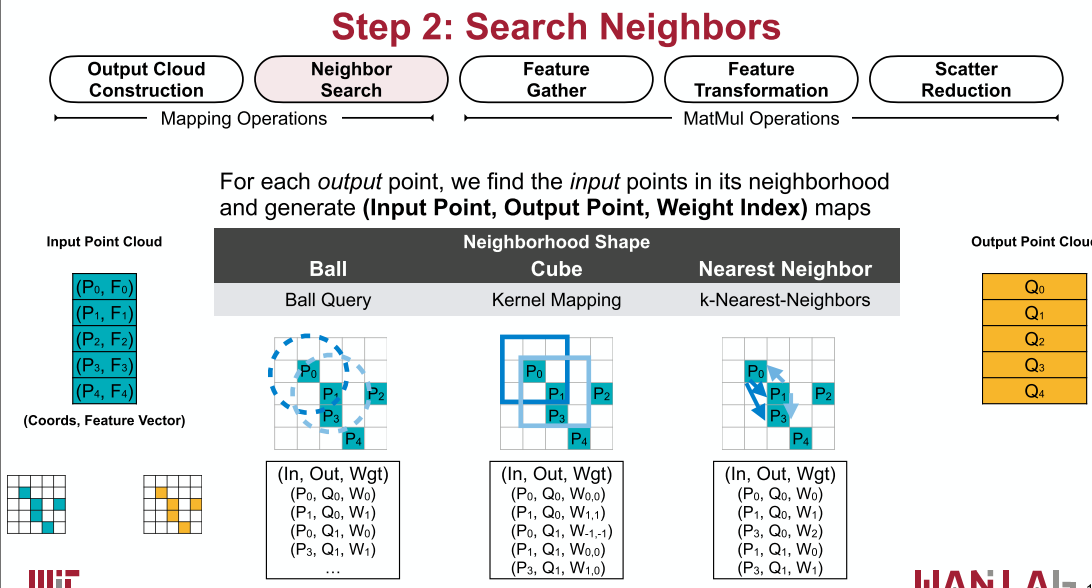 Step 2: Search Neighbors
Output Cloud Construction
Neighbor Search
Feature Gather
Feature Transformation
Scatter Reduction
Mapping Operations
MatMul Operations
For each output point, we find the input points in its neighborhood
and generate (Input Point, Output Point, Weight Index) maps
Input Point Cloud
(P0, F0)
(P1, F1)
(P2, F2)
(P3, F3)
(P4, F4)
(Coords, Feature Vector)
Neighborhood Shape
Ball Cube Nearest Neighbor
Ball Query Kernel Mapping k-Nearest-Neighbors
P0
P1
P2
P3
P4
P0
P1
P2
P3
P4
P0
P1
P2
P3
P4
(In, Out, Wgt)
(P0, Q0, W0)
(P1, Q0, W1)
(P0, Q1, W0)
(P3, Q1, W1)
...
(In, Out, Wgt)
(P0, Q0, W0,0)
(P1, Q0, W1,1)
(P0, Q1, W-1,-1)
(P1, Q1, W0,0)
(P3, Q1, W1,0)
(In, Out, Wgt)
(P0, Q0, W0)
(P1, Q0, W1)
(P3, Q0, W2)
(P1, Q1, W0)
(P3, Q1, W1)
Output Point Clou
Q0
Q1
Q2
Q3
Q4